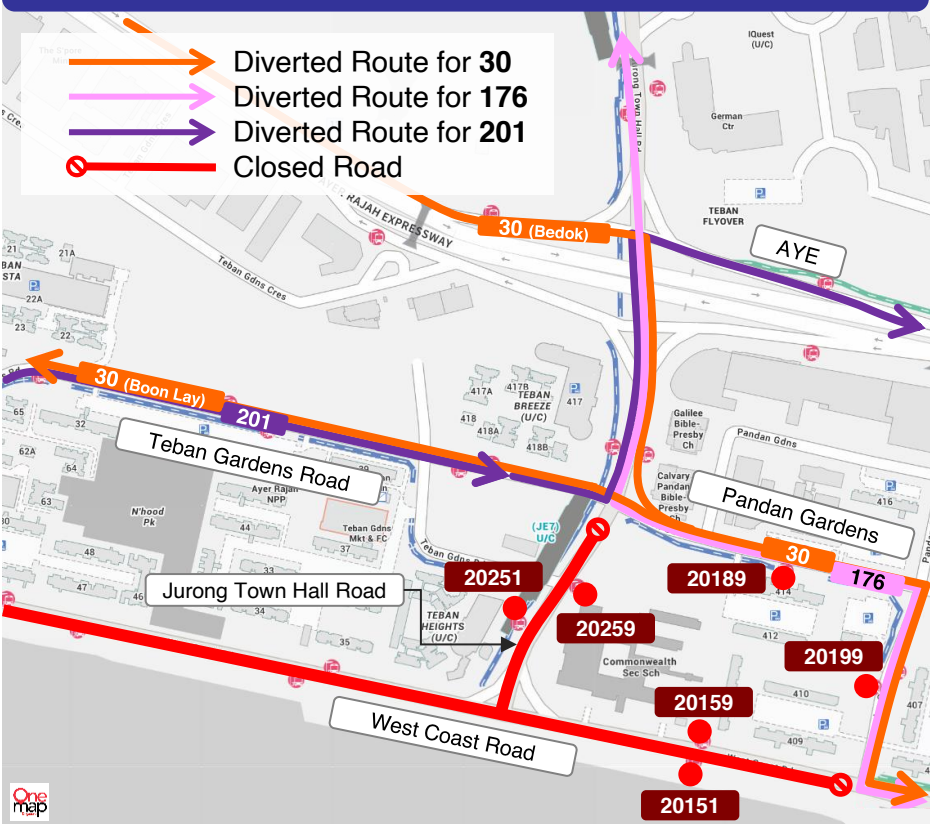 Diverted Route for 30
Diverted Route for 176
Diverted Route for 201
Closed Road
IQuest
(U/C)
German
Ctr
TEBAN
FLYOVER
AYE
30 (Bedok)
AYER RAJAH EXPRESSWAY
Teban Gdns Cres
21
21A
22A
23
22
30 (Boon Lay)
201
Teban Gardens Road
65
32
62A
64
63
N'hood
Pk
Ayer Rajah
NPP
Teban Gdns
Mkt & FC
44
37
48
47
46
33
34
35
417A
417B
TEBAN
BREEZE
(U/C)
417
418
418A
418B
Galilee
Bible-
Presby
Ch
Pandan Gdns
Calvary
Pandan
Bible-
Presby
Ch
Pandan Gardens
416
30
176
(JE7)
U/C
20251
20189
414
Jurong Town Hall Road
TEBAN
HEIGHTS
(U/C)
20259
412
Commonwealth
Sec Sch
20199
410
407
20159
409
West Coast Road
20151
One
map